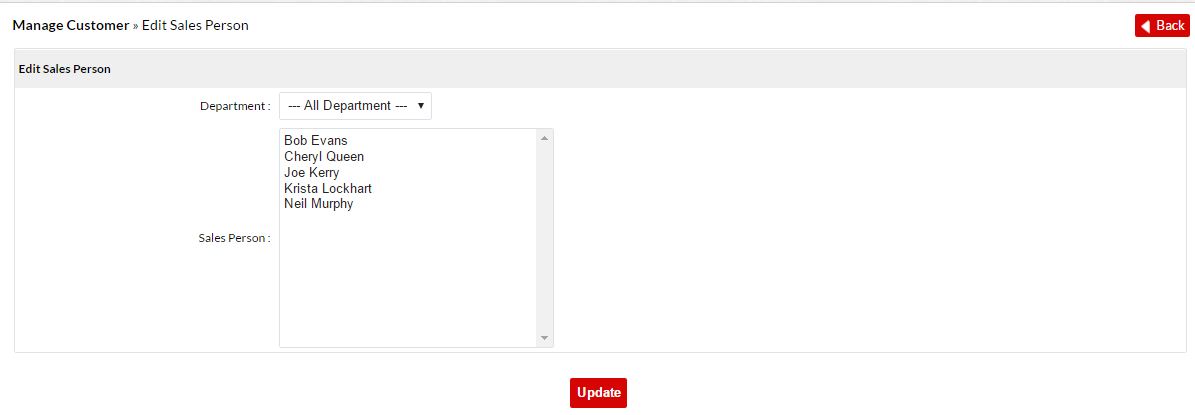 Manage Customer » Edit Sales Person
Back
Edit Sales Person
Department :
--- All Department ---
Bob Evans
Cheryl Queen
Joe Kerry
Krista Lockhart
Neil Murphy
Sales Person :
Update